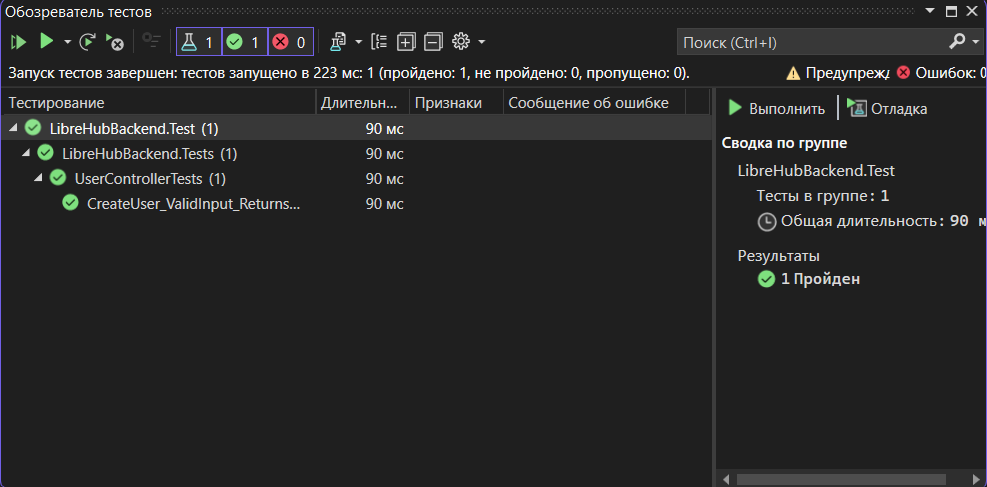 Обозреватель тестов
1 1 0
Поиск (Ctrl+I)
Запуск тестов завершен: тестов запущено в 223 мс: 1 (пройдено: 1, не пройдено: 0, пропущено: 0).
Предупрежд Ошибок: 0
Тестирование Длительн... Признаки Сообщение об ошибке
LibreHubBackend.Test (1) 90 мс
LibreHubBackend.Tests (1) 90 мс
UserControllerTests (1) 90 мс
CreateUser_ValidInput_Returns... 90 мс
Выполнить Отладка
Сводка по группе
LibreHubBackend.Test
Тесты в группе: 1
Общая длительность: 90 м
Результаты
1 Пройден